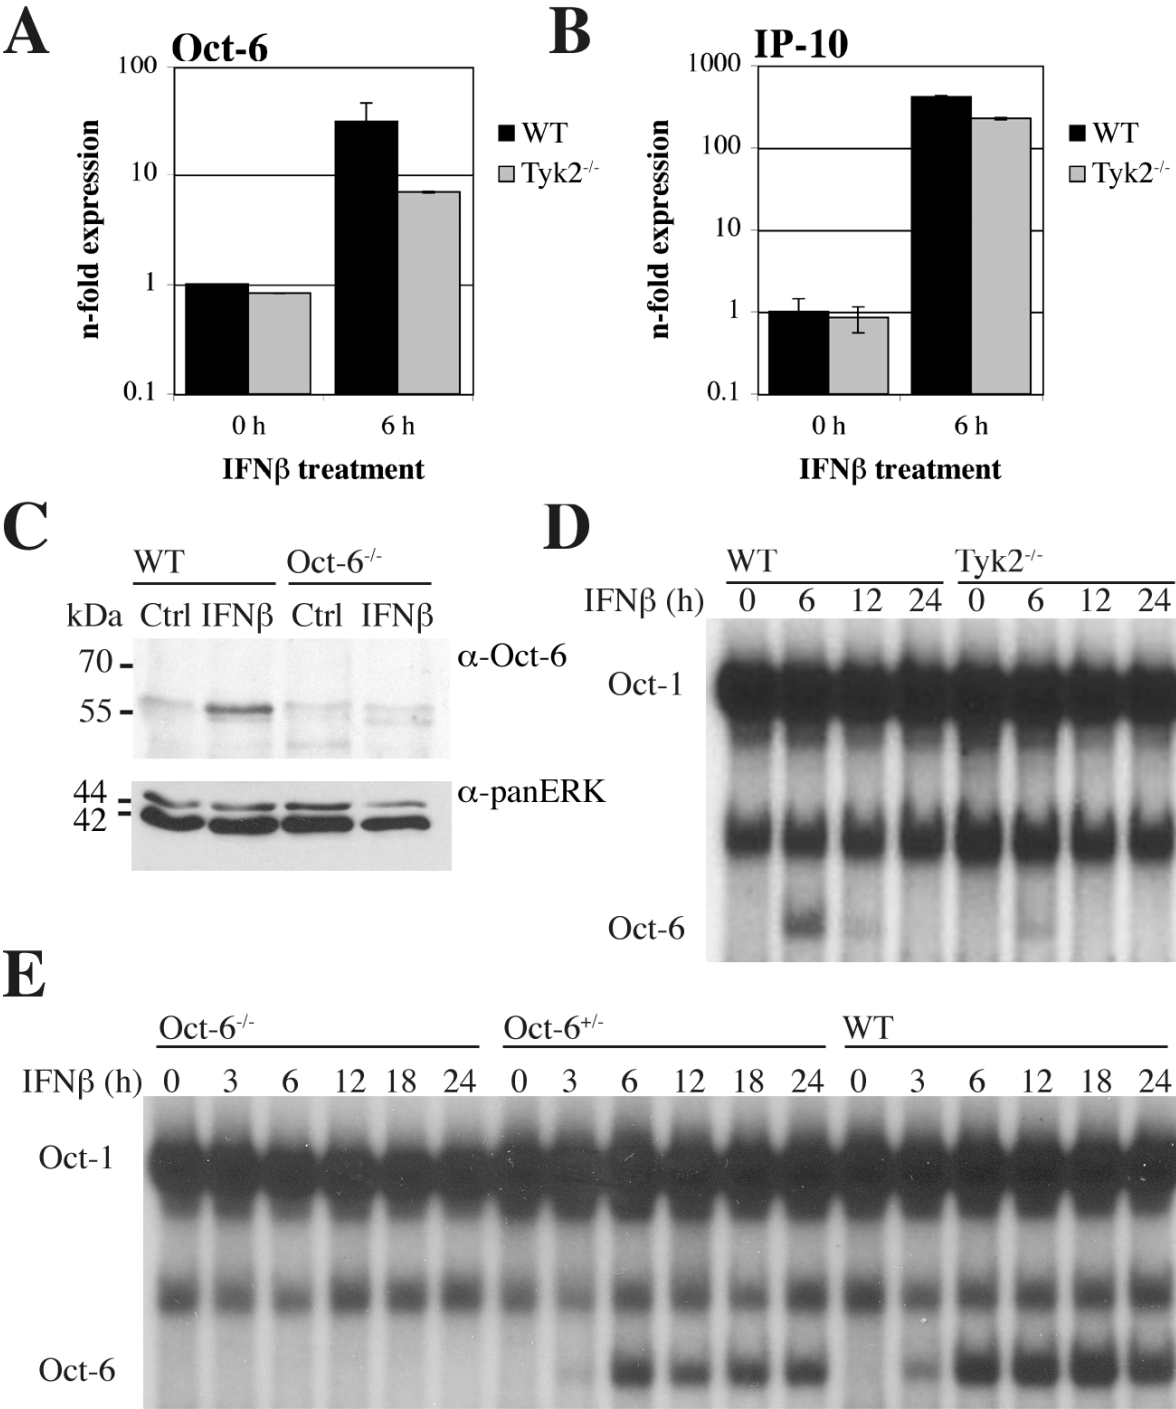 A
Oct-6
100
10
1
0.1
n-fold expression
0 h 6 h
IFNβ treatment
WT
Tyk2-/-
B
IP-10
1000
100
10
1
0.1
n-fold expression
0 h 6 h
IFNβ treatment
WT
Tyk2-/-
C
WT Oct-6-/-
kDa Ctrl IFNβ Ctrl IFNβ
70
55
α-Oct-6
44
42
α-panERK
D
WT Tyk2-/-
IFNβ (h) 0 6 12 24 0 6 12 24
Oct-1
Oct-6
E
Oct-6-/- Oct-6+/- WT
IFNβ (h) 0 3 6 12 18 24 0 3 6 12 18 24 0 3 6 12 18 24
Oct-1
Oct-6